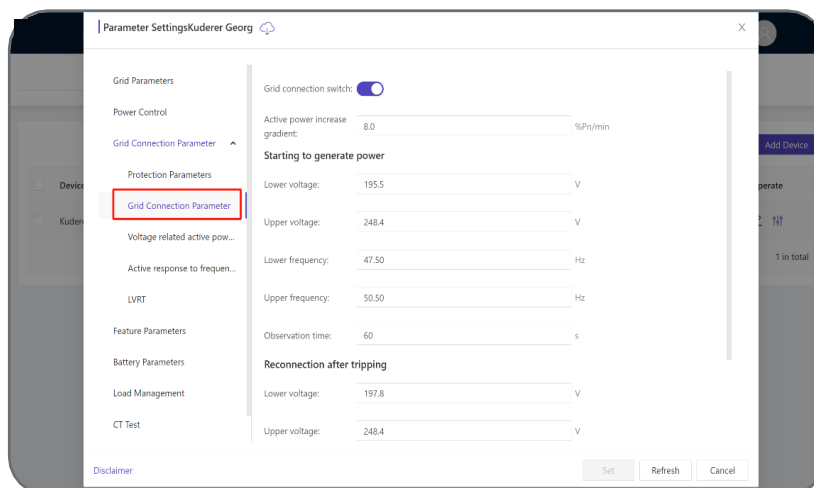 Parameter SettingsKuderer Georg
X
Grid Parameters
Power Control
Grid Connection Parameter
Protection Parameters
Grid Connection Parameter
Voltage related active pow...
Active response to frequen...
LVRT
Feature Parameters
Battery Parameters
Load Management
CT Test
Grid connection switch:
Active power increase
gradient: 8.0 %Pn/min
Starting to generate power
Lower voltage: 195.5 V
Upper voltage: 248.4 V
Lower frequency: 47.50 Hz
Upper frequency: 50.50 Hz
Observation time: 60 s
Reconnection after tripping
Lower voltage: 197.8 V
Upper voltage: 248.4 V
Disclaimer
Set Refresh Cancel
Add Device
Device
perate
Kuder
1 in total